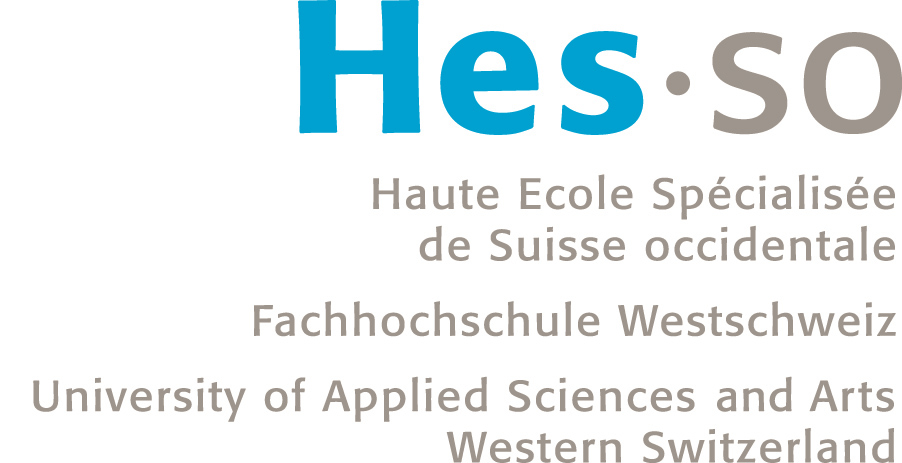 Hes·so
Haute Ecole Spécialisée
de Suisse occidentale
Fachhochschule Westschweiz
University of Applied Sciences and Arts
Western Switzerland